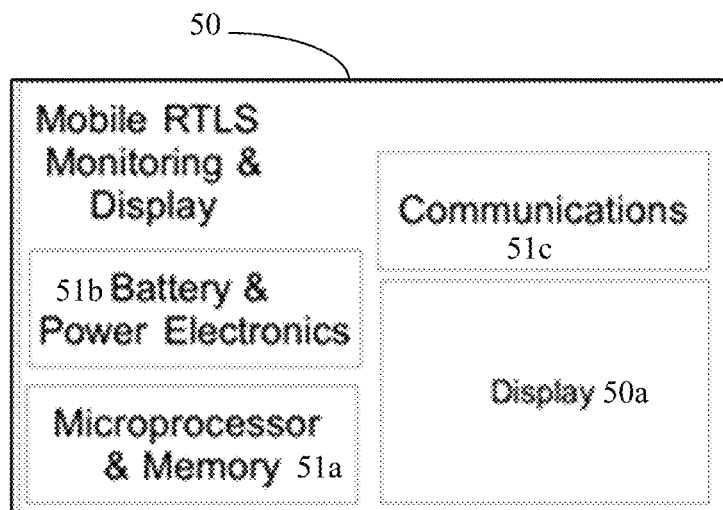 50
Mobile RTLS
Monitoring &
Display
Communications
51c
51b Battery &
Power Electronics
Display 50a
Microprocessor
& Memory 51a